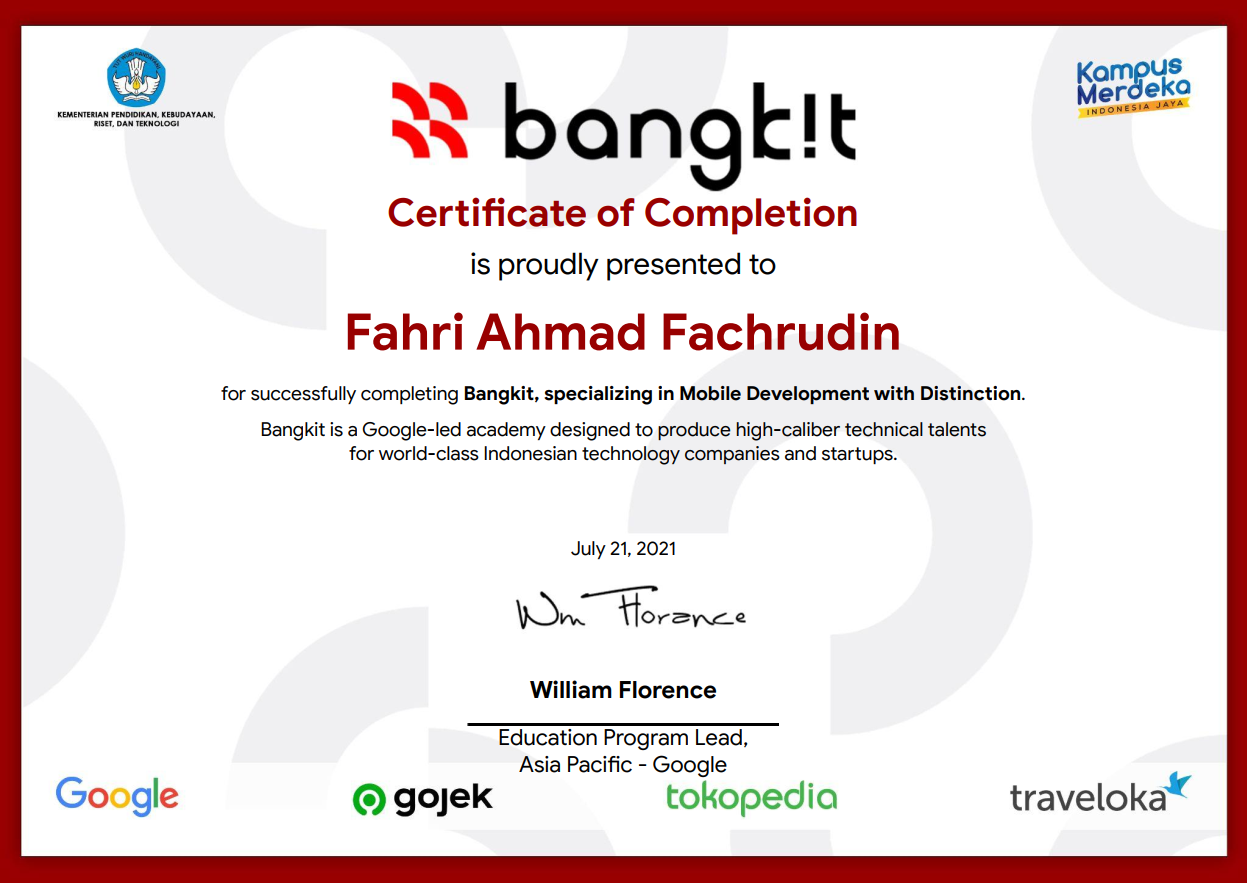 KEMENTERIAN PENDIDIKAN, KEBUDAYAAN,
RISET, DAN TEKNOLOGI
Kampus
Merdeka
INDONESIA JAYA
bangk!t
Certificate of Completion
is proudly presented to
Fahri Ahmad Fachrudin
for successfully completing Bangkit, specializing in Mobile Development with Distinction.
Bangkit is a Google-led academy designed to produce high-caliber technical talents
for world-class Indonesian technology companies and startups.
July 21, 2021
Wm Florence
William Florence
Education Program Lead,
Asia Pacific - Google
Google
gojek
tokopedia
traveloka